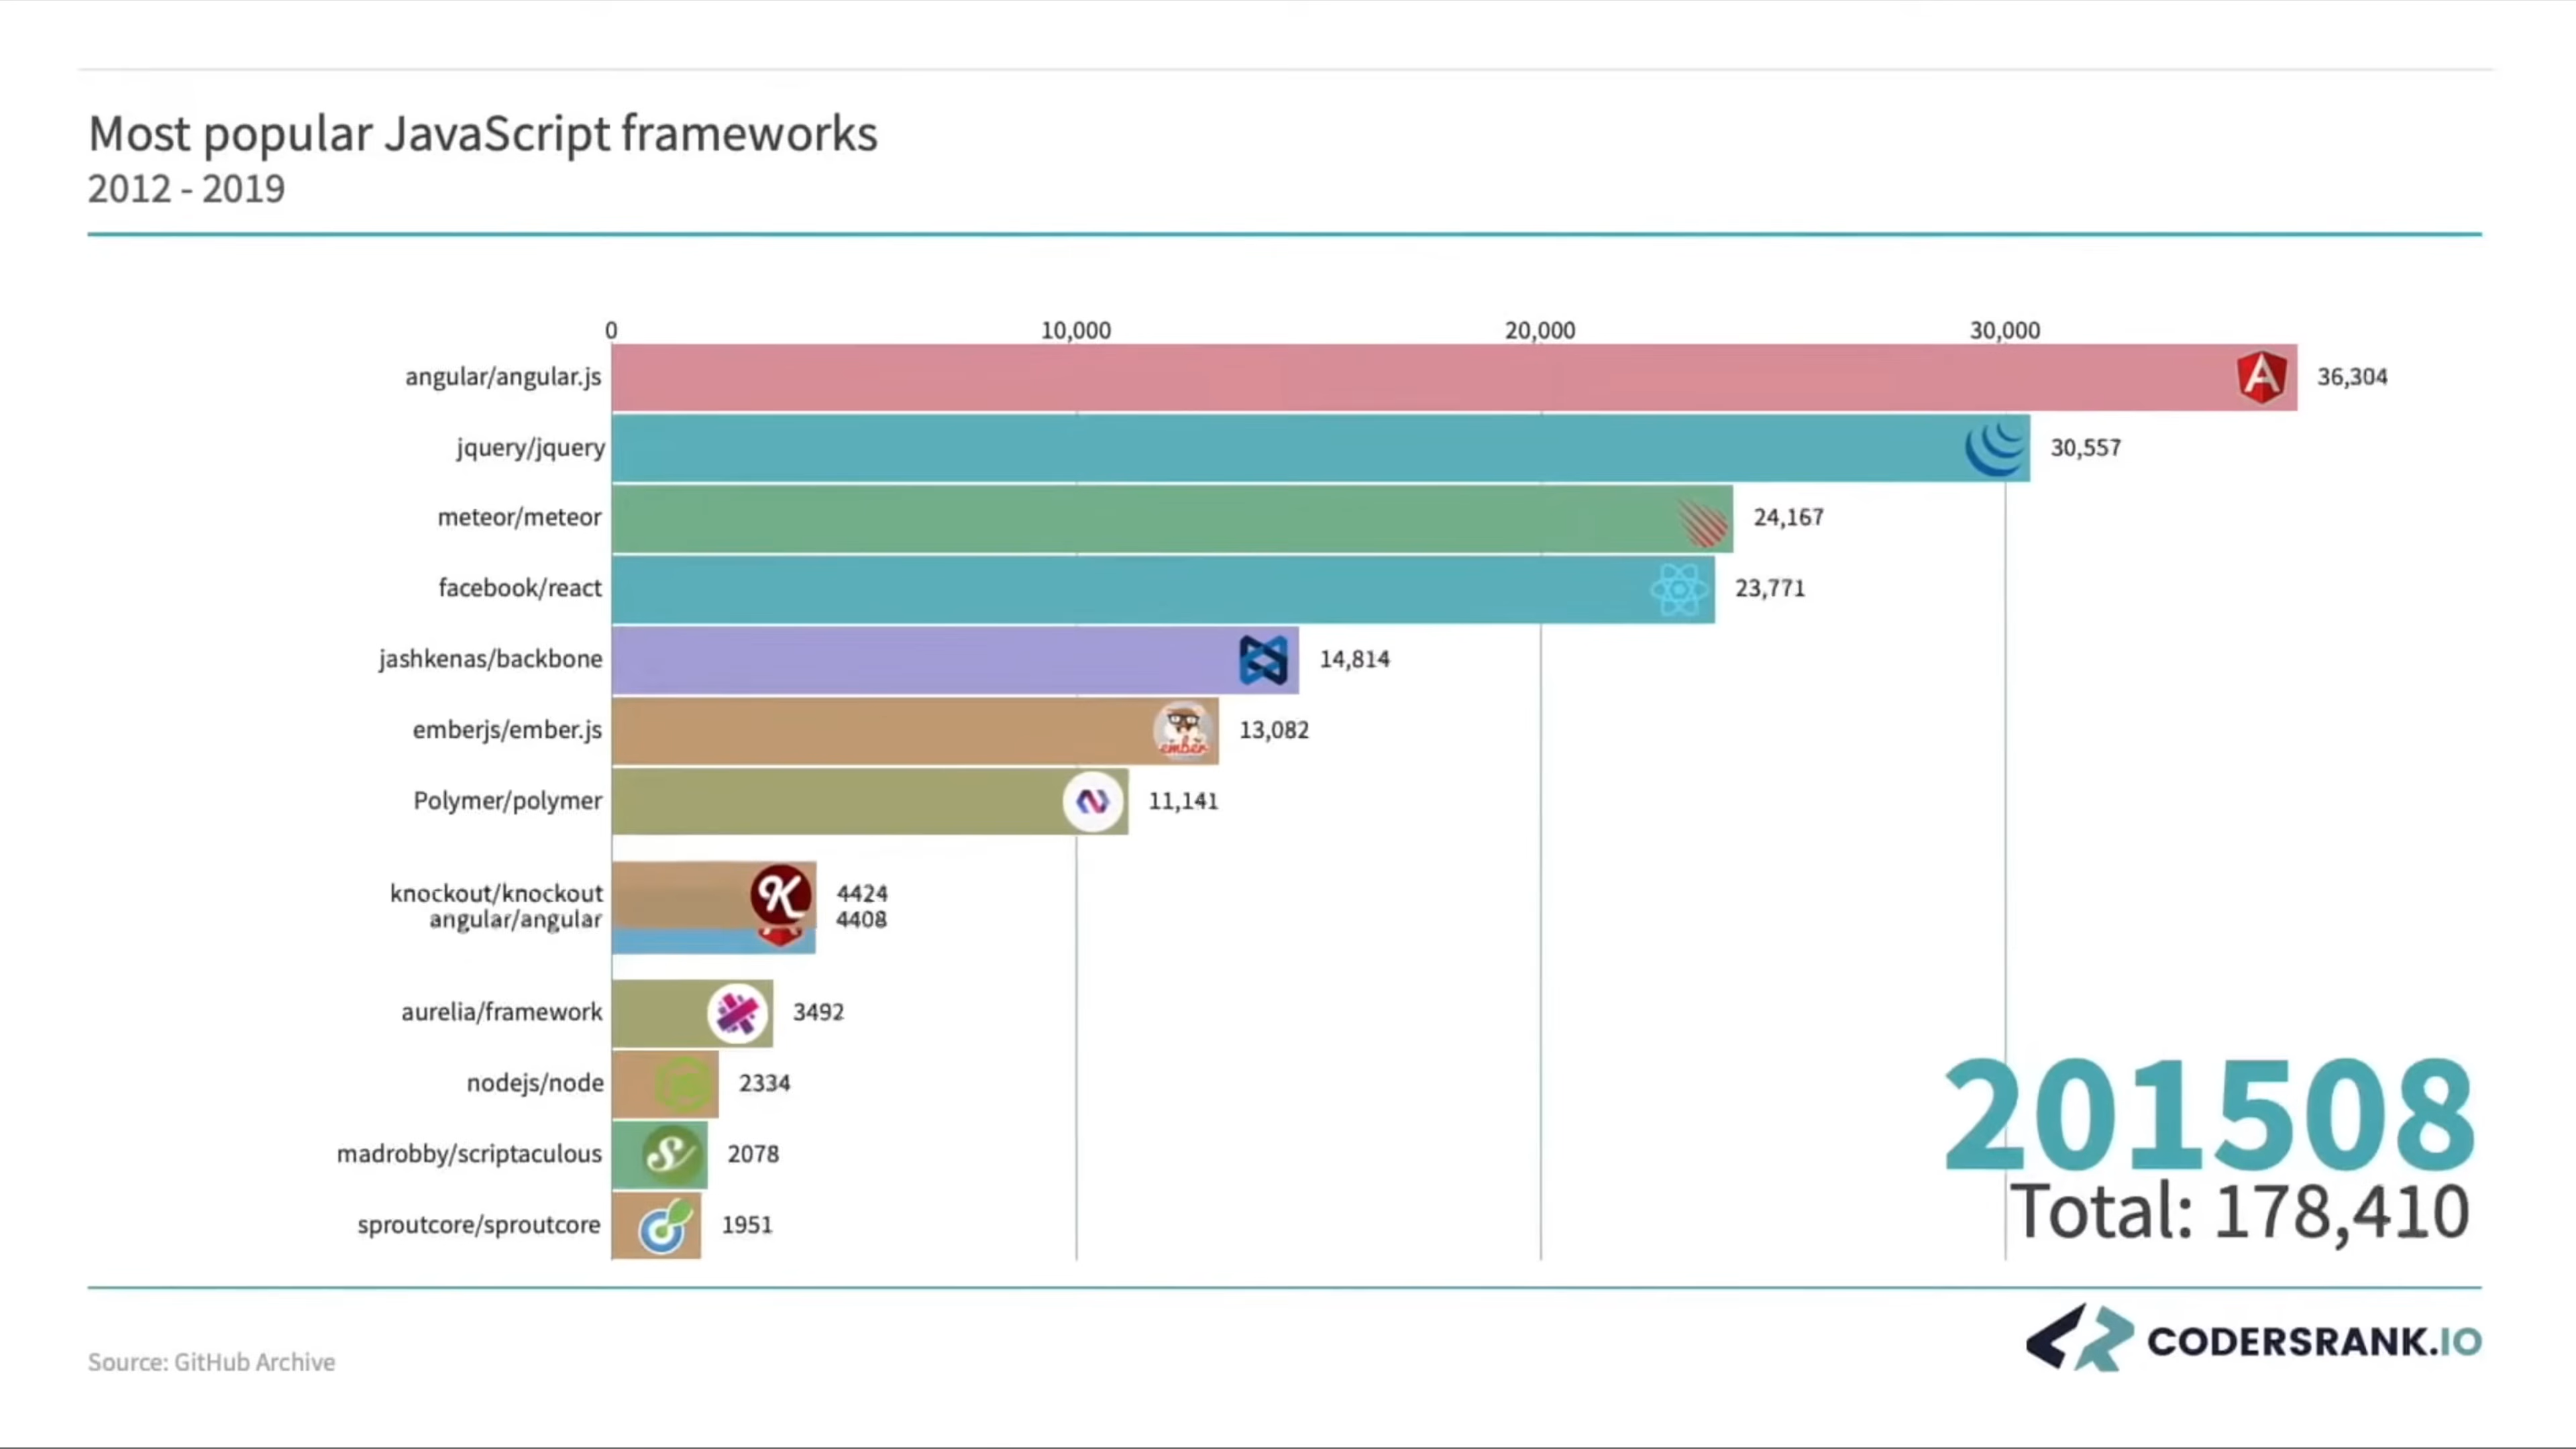 Most popular JavaScript frameworks
2012 - 2019
0 10,000 20,000 30,000
angular/angular.js 36,304
jquery/jquery 30,557
meteor/meteor 24,167
facebook/react 23,771
jashkenas/backbone 14,814
emberjs/ember.js ember 13,082
Polymer/polymer 11,141
knockout/knockout K 4424
angular/angular 4408
aurelia/framework 3492
nodejs/node 2334
madrobby/scriptaculous 2078
sproutcore/sproutcore 1951
201508
Total: 178,410
Source: GitHub Archive
CODERSRANK.IO